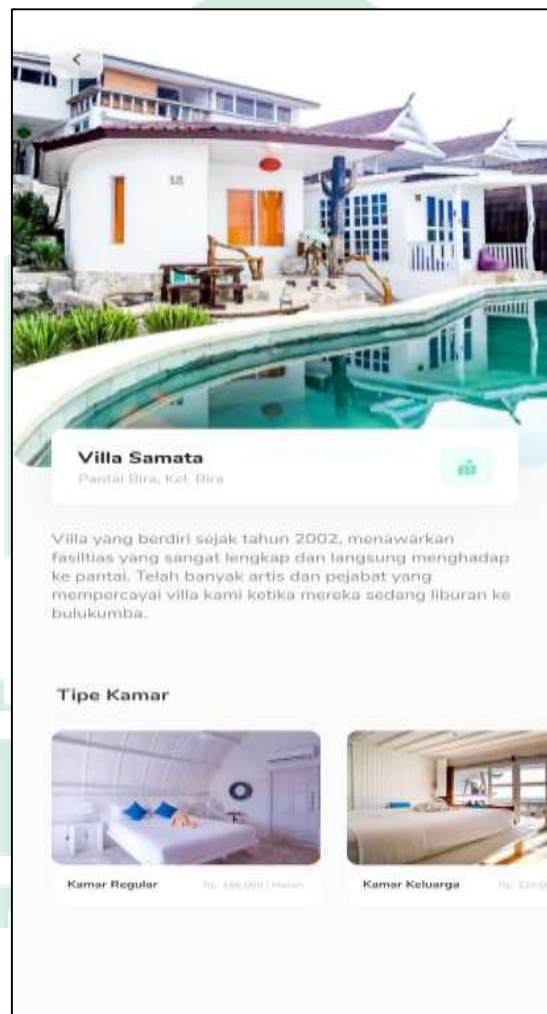 Villa Samata
Pantai Bira, Kel. Bira
Villa yang berdiri sejak tahun 2002, menawarkan
fasiltias yang sangat lengkap dan langsung menghadap
ke pantai. Telah banyak artis dan pejabat yang
mempercayai villa kami ketika mereka sedang liburan ke
bulukumba.
Tipe Kamar
Kamar Regular
Kamar Keluarga